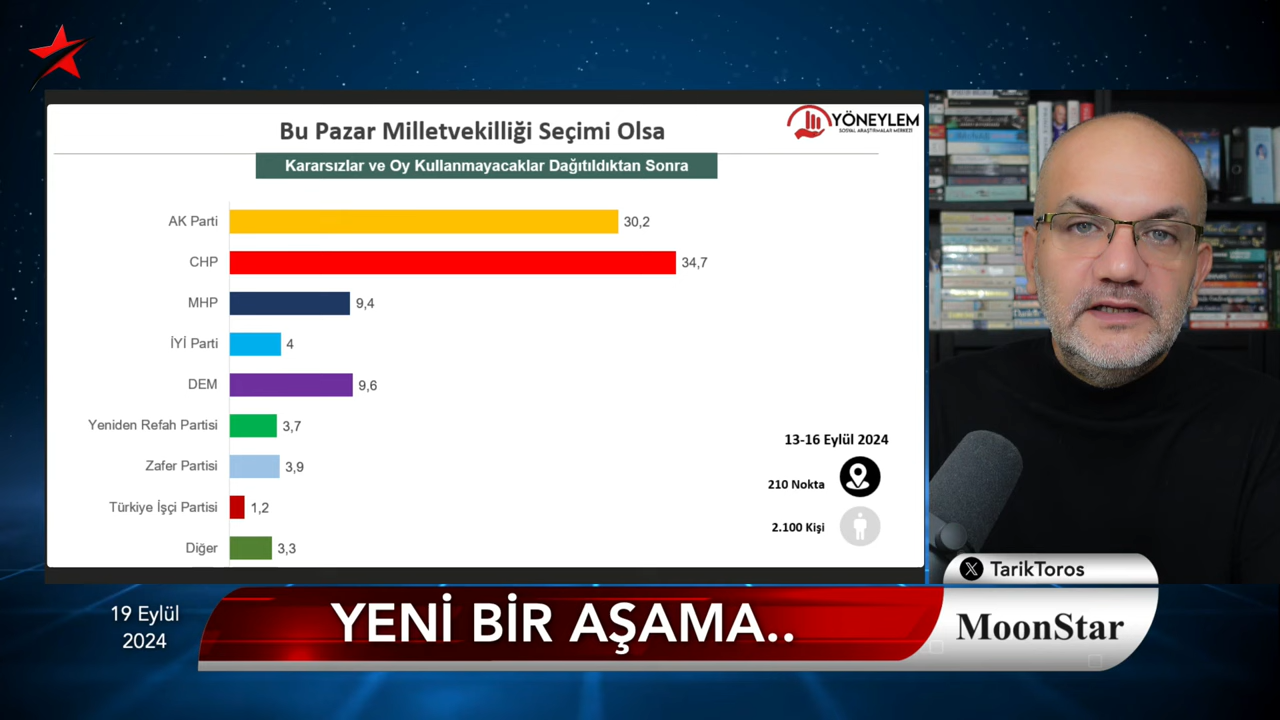 Bu Pazar Milletvekilliği Seçimi Olsa
YÖNEYLEM
SOSYAL ARAŞTIRMALAR MERKEZİ
Kararsızlar ve Oy Kullanmayacaklar Dağıtıldıktan Sonra
AK Parti 30,2
CHP 34,7
MHP 9,4
İYİ Parti 4
DEM 9,6
Yeniden Refah Partisi 3,7
Zafer Partisi 3,9
Türkiye İşçi Partisi 1,2
Diğer 3,3
13-16 Eylül 2024
210 Nokta
2.100 Kişi
X TarikToros
19 Eylül
2024
YENİ BİR AŞAMA..
MoonStar